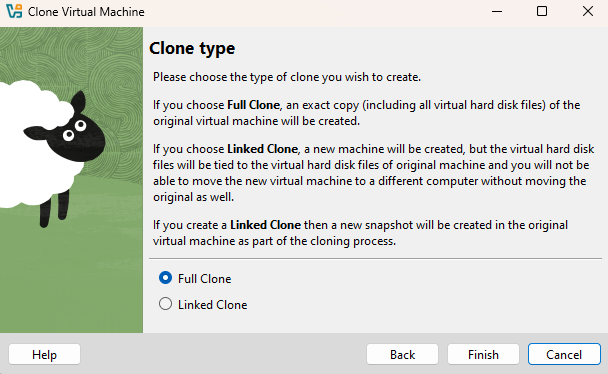 Clone Virtual Machine
Clone type
Please choose the type of clone you wish to create.
If you choose Full Clone, an exact copy (including all virtual hard disk files) of the
original virtual machine will be created.
If you choose Linked Clone, a new machine will be created, but the virtual hard disk
files will be tied to the virtual hard disk files of original machine and you will not be
able to move the new virtual machine to a different computer without moving the
original as well.
If you create a Linked Clone then a new snapshot will be created in the original
virtual machine as part of the cloning process.
Full Clone
Linked Clone
Help
Back
Finish
Cancel